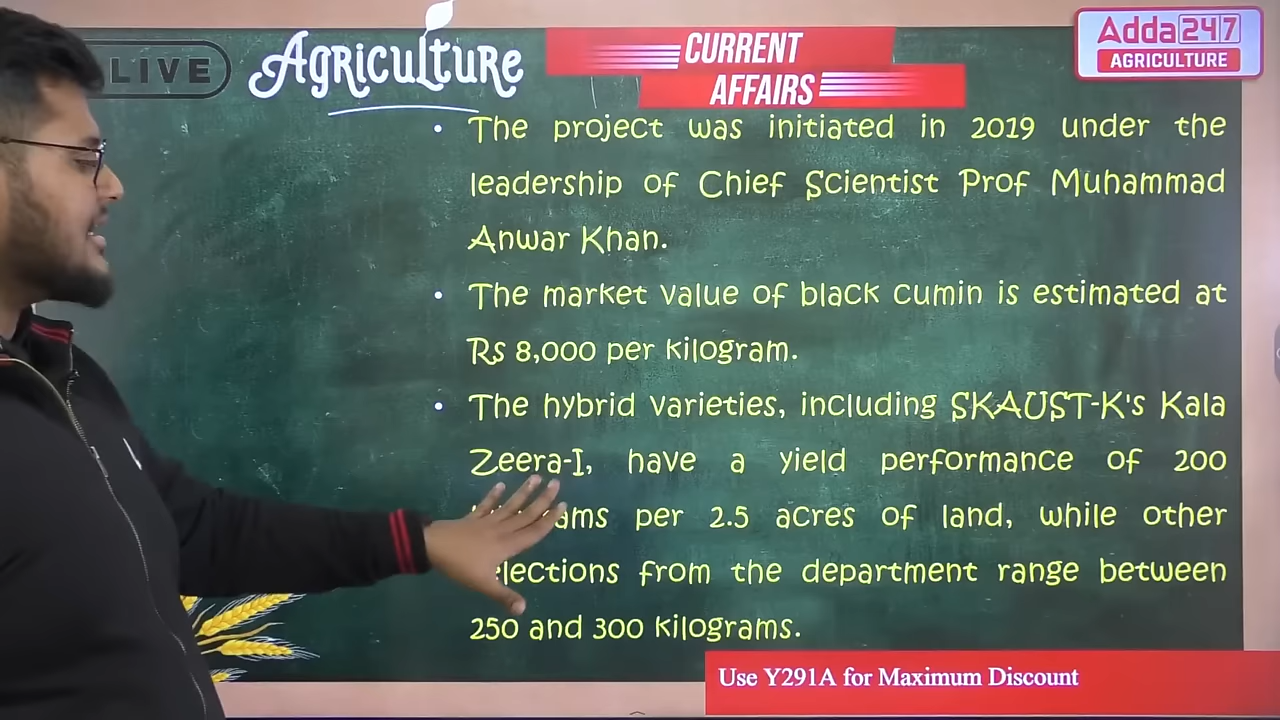 LIVE
Agriculture
CURRENT
AFFAIRS
Adda247
AGRICULTURE
• The project was initiated in 2019 under the
leadership of Chief Scientist Prof Muhammad
Anwar Khan.
• The market value of black cumin is estimated at
Rs 8,000 per kilogram.
• The hybrid varieties, including SKAUST-K's Kala
Zeera-I, have a yield performance of 200
per 2.5 acres of land, while other
from the department range between
250 and 300 kilograms.
Use Y291A for Maximum Discount